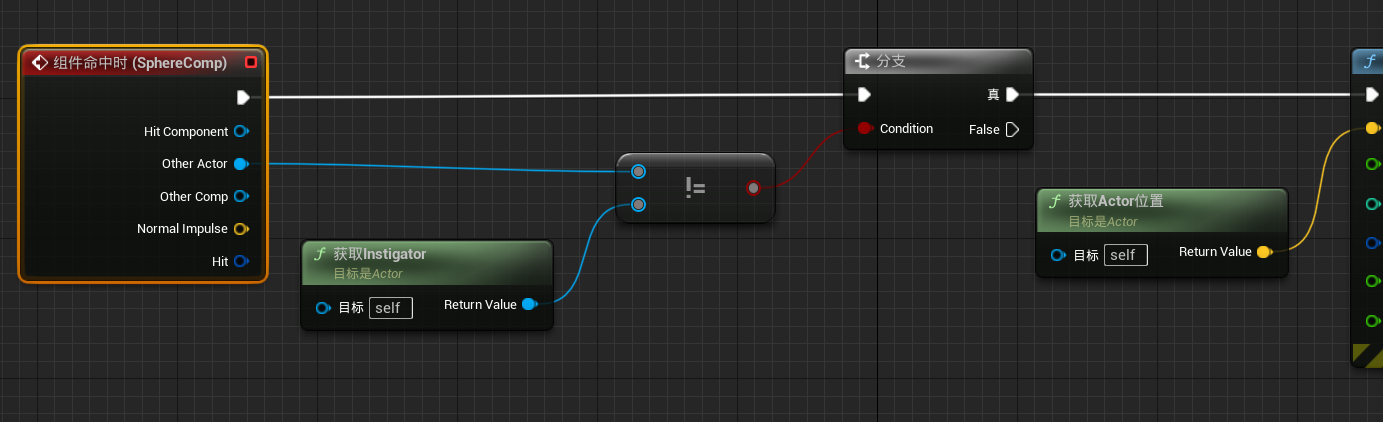 组件命中时 (SphereComp)
Hit Component
Other Actor
Other Comp
Normal Impulse
Hit
f 获取Instigator
目标是Actor
目标 self
Return Value
!=
分支
真
Condition
False
f 获取Actor位置
目标是Actor
目标 self
Return Value
f